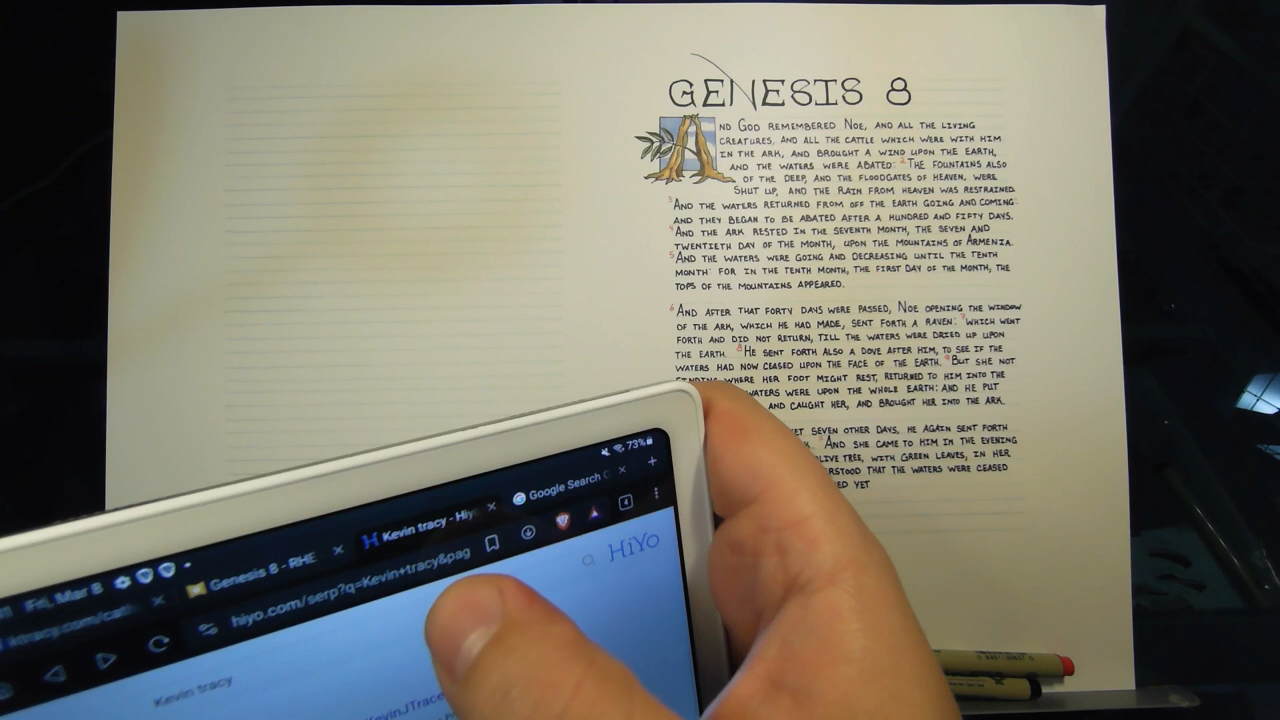 GENESIS 8
AND GOD REMEMBERED NOE, AND ALL THE LIVING
CREATURES, AND ALL THE CATTLE WHICH WERE WITH HIM
IN THE ARK, AND BROUGHT A WIND UPON THE EARTH,
AND THE WATERS WERE ABATED: 2 THE FOUNTAINS ALSO
OF THE DEEP, AND THE FLOODGATES OF HEAVEN, WERE
SHUT UP, AND THE RAIN FROM HEAVEN WAS RESTRAINED.
3 AND THE WATERS RETURNED FROM OFF THE EARTH GOING AND COMING:
AND THEY BEGAN TO BE ABATED AFTER A HUNDRED AND FIFTY DAYS.
4 AND THE ARK RESTED IN THE SEVENTH MONTH, THE SEVEN AND
TWENTIETH DAY OF THE MONTH, UPON THE MOUNTAINS OF ARMENIA.
5 AND THE WATERS WERE GOING AND DECREASING UNTIL THE TENTH
MONTH: FOR IN THE TENTH MONTH, THE FIRST DAY OF THE MONTH, THE
TOPS OF THE MOUNTAINS APPEARED.
6 AND AFTER THAT FORTY DAYS WERE PASSED, NOE OPENING THE WINDOW
OF THE ARK, WHICH HE HAD MADE, SENT FORTH A RAVEN: 7 WHICH WENT
FORTH AND DID NOT RETURN, TILL THE WATERS WERE DRIED UP UPON
THE EARTH. 8 HE SENT FORTH ALSO A DOVE AFTER HIM, TO SEE IF THE
WATERS HAD NOW CEASED UPON THE FACE OF THE EARTH. 9 BUT SHE NOT
FINDING WHERE HER FOOT MIGHT REST, RETURNED TO HIM INTO THE
WATERS WERE UPON THE WHOLE EARTH: AND HE PUT
AND CAUGHT HER, AND BROUGHT HER INTO THE ARK.
SEVEN OTHER DAYS, HE AGAIN SENT FORTH
AND SHE CAME TO HIM IN THE EVENING
TREE, WITH GREEN LEAVES, IN HER
THAT THE WATERS WERE CEASED
YET
73%
Google Search
Kevin tracy - Hiy
Genesis 8 - RHE
Fri, Mar 8
4
hiyo.com/serp?q=Kevin+tracy&pag
HiYo
Kevin tracy
KevinJTrace